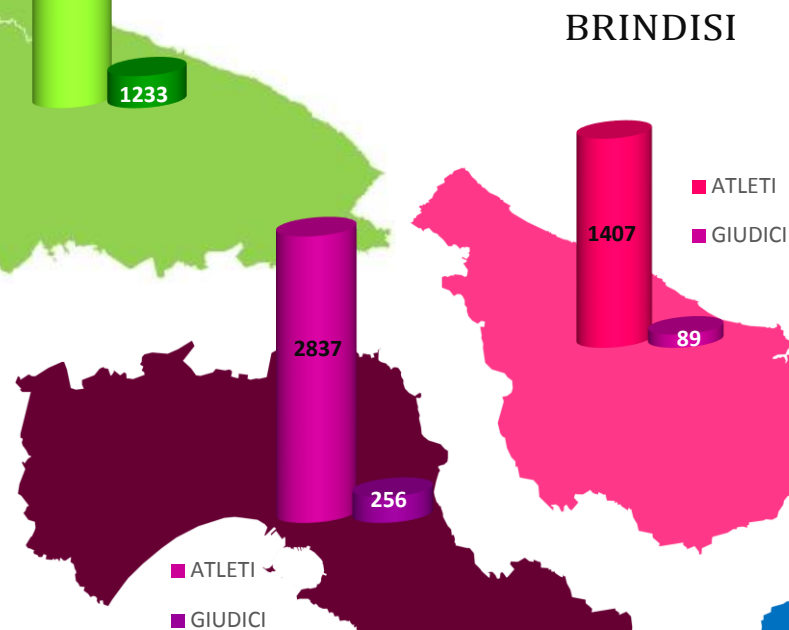 BRINDISI
1233
ATLETI
1407
GIUDICI
89
2837
256
ATLETI
GIUDICI